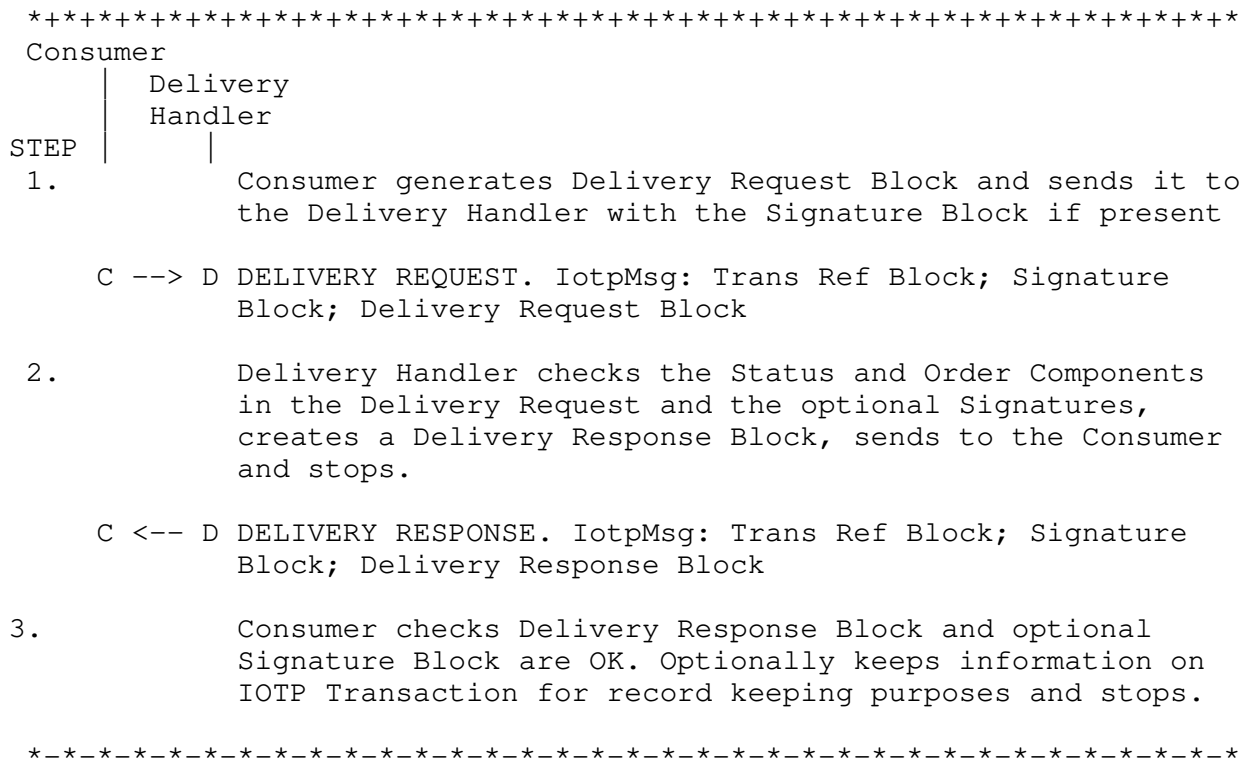 *+*+*+*+*+*+*+*+*+*+*+*+*+*+*+*+*+*+*+*+*+*+*+*+*+*+*+*+*+*+*+*+*+*+*
Consumer
| Delivery
| Handler
STEP | |
1. Consumer generates Delivery Request Block and sends it to
the Delivery Handler with the Signature Block if present
C --> D DELIVERY REQUEST. IotpMsg: Trans Ref Block; Signature
Block; Delivery Request Block
2. Delivery Handler checks the Status and Order Components
in the Delivery Request and the optional Signatures,
creates a Delivery Response Block, sends to the Consumer
and stops.
C <-- D DELIVERY RESPONSE. IotpMsg: Trans Ref Block; Signature
Block; Delivery Response Block
3. Consumer checks Delivery Response Block and optional
Signature Block are OK. Optionally keeps information on
IOTP Transaction for record keeping purposes and stops.
*-*-*-*-*-*-*-*-*-*-*-*-*-*-*-*-*-*-*-*-*-*-*-*-*-*-*-*-*-*-*-*-*-*-*